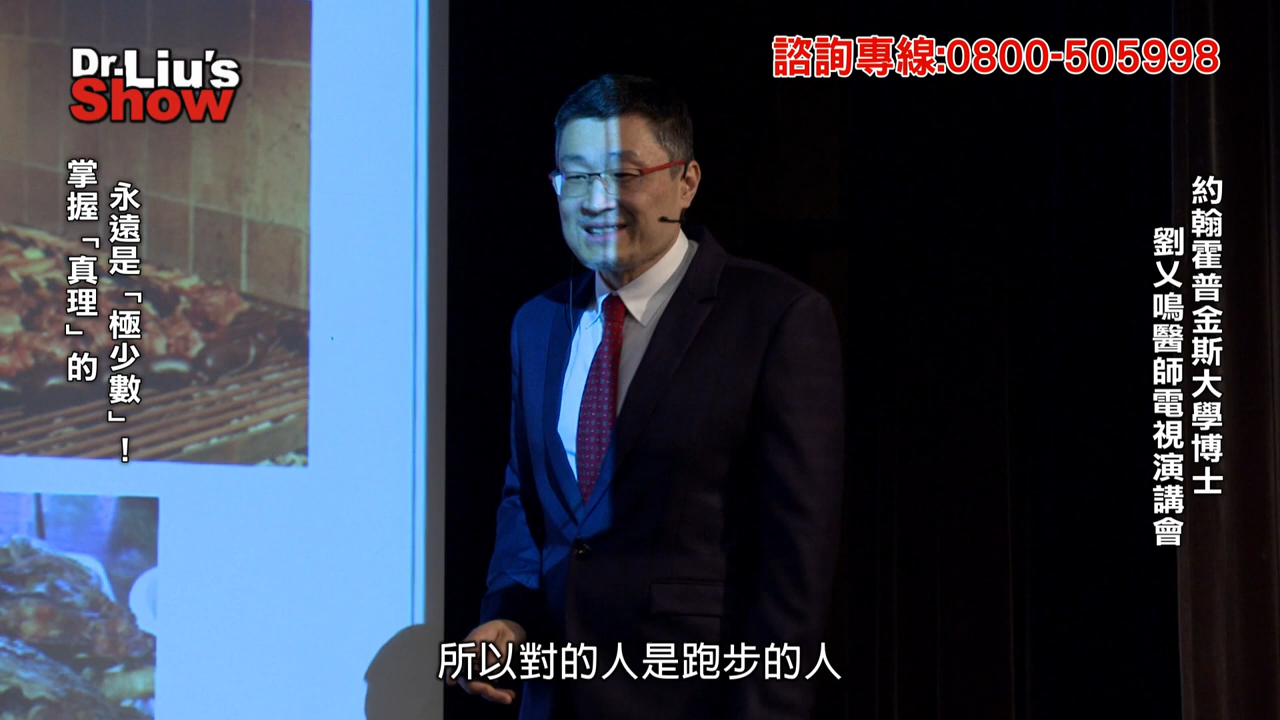 Dr. Liu's
Show
諮詢專線:0800-505998
掌握「真理」的
永遠是「極少數」!
約翰霍普金斯大學博士
劉乂鳴醫師電視演講會
所以對的人是跑步的人